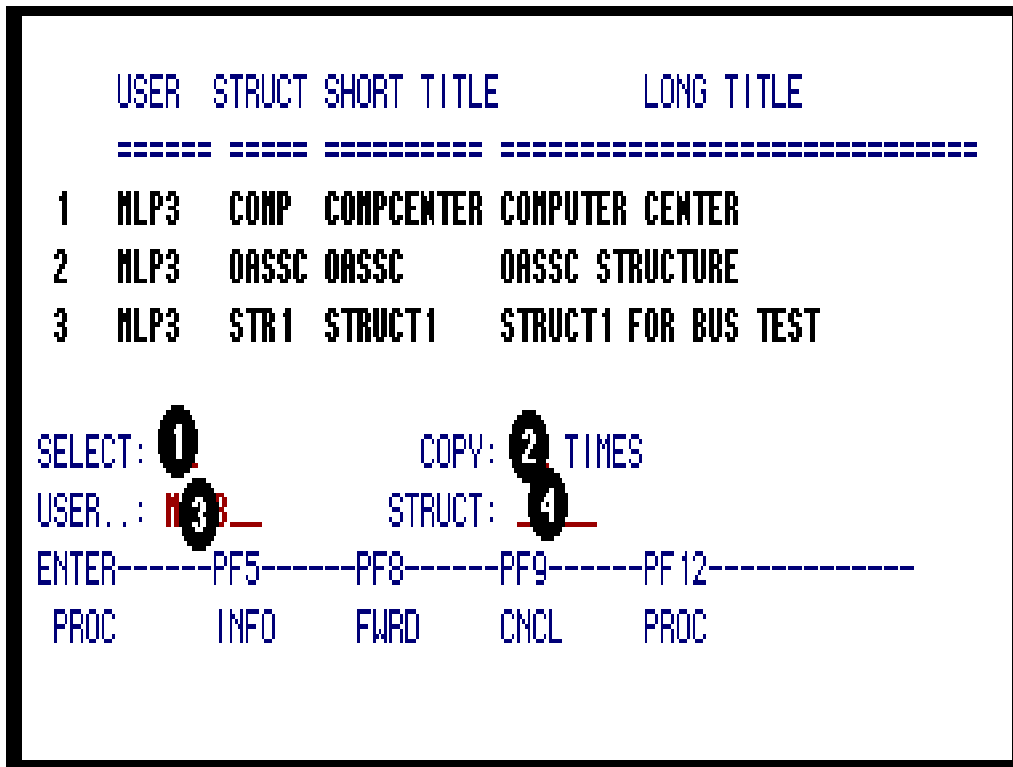 USER STRUCT SHORT TITLE LONG TITLE
====== ===== ========== ==============================
1 MLP3 COMP COMPCENTER COMPUTER CENTER
2 MLP3 OASSC OASSC OASSC STRUCTURE
3 MLP3 STR1 STRUCT1 STRUCT1 FOR BUS TEST
SELECT: 1 COPY: 2 TIMES
USER..: 3 STRUCT: 4
ENTER------PF5------PF8------PF9------PF12-------------
PROC INFO FWRD CNCL PROC